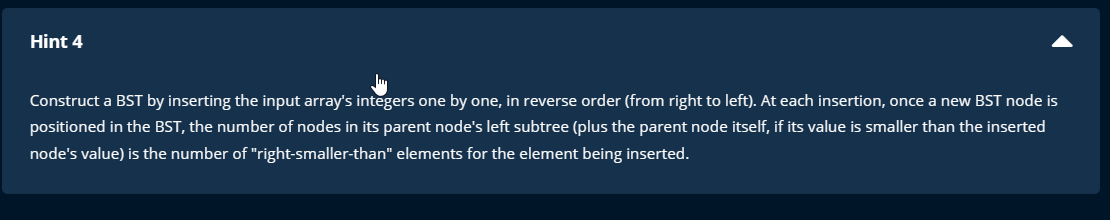 Hint 4
Construct a BST by inserting the input array's integers one by one, in reverse order (from right to left). At each insertion, once a new BST node is
positioned in the BST, the number of nodes in its parent node's left subtree (plus the parent node itself, if its value is smaller than the inserted
node's value) is the number of "right-smaller-than" elements for the element being inserted.